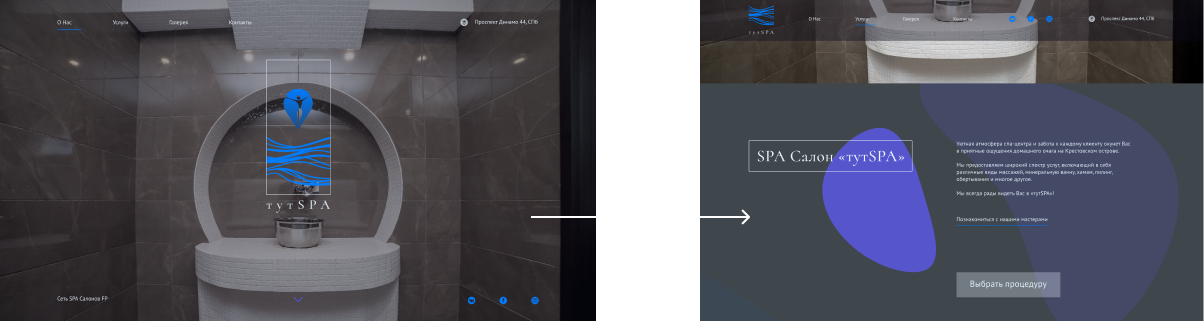 О Нас
Услуги
Галерея
Контакты
Проспект Динамо 44, СПб
тутSPA
Сеть SPA Салонов FP
тутSPA
О Нас
Услуги
Галерея
Контакты
Проспект Динамо 44, СПб
SPA Салон «тутSPA»
Уютная атмосфера спа-центра и забота к каждому клиенту окунет Вас
в приятные ощущения домашнего очага на Крестовском острове.
Мы предоставляем широкий спектр услуг, включающий в себя
различные виды массажей, минеральную ванну, хамам, пилинг,
обертывания и многое другое.
Мы всегда рады видеть Вас в «тутSPA»!
Познакомиться с нашими мастерами
Выбрать процедуру